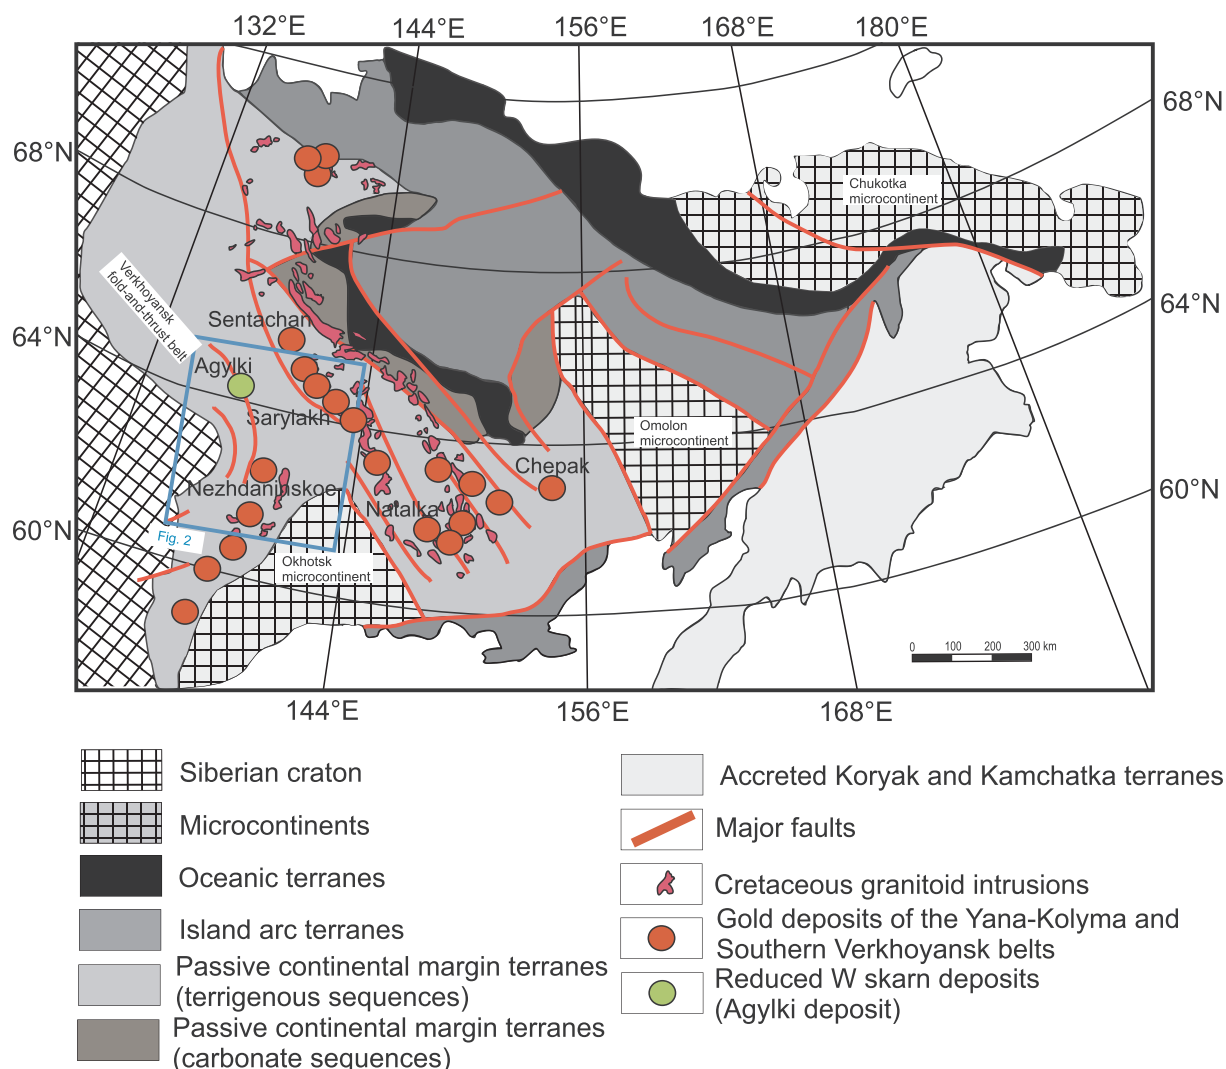 132°E
144°E
156°E
168°E
180°E
68°N
68°N
Chukotka
microcontinent
Verkhoyansk
fold-and-thrust belt
64°N
64°N
Sentachan
Agylki
Sarylakh
Omolon
microcontinent
Chepak
Nezhdaninskoe
60°N
Natalka
60°N
Fig. 2
Okhotsk
microcontinent
0 100 200 300 km
144°E
156°E
168°E
Siberian craton
Microcontinents
Oceanic terranes
Island arc terranes
Passive continental margin terranes
(terrigenous sequences)
Passive continental margin terranes
(carbonate sequences)
Accreted Koryak and Kamchatka terranes
Major faults
Cretaceous granitoid intrusions
Gold deposits of the Yana-Kolyma and
Southern Verkhoyansk belts
Reduced W skarn deposits
(Agylki deposit)